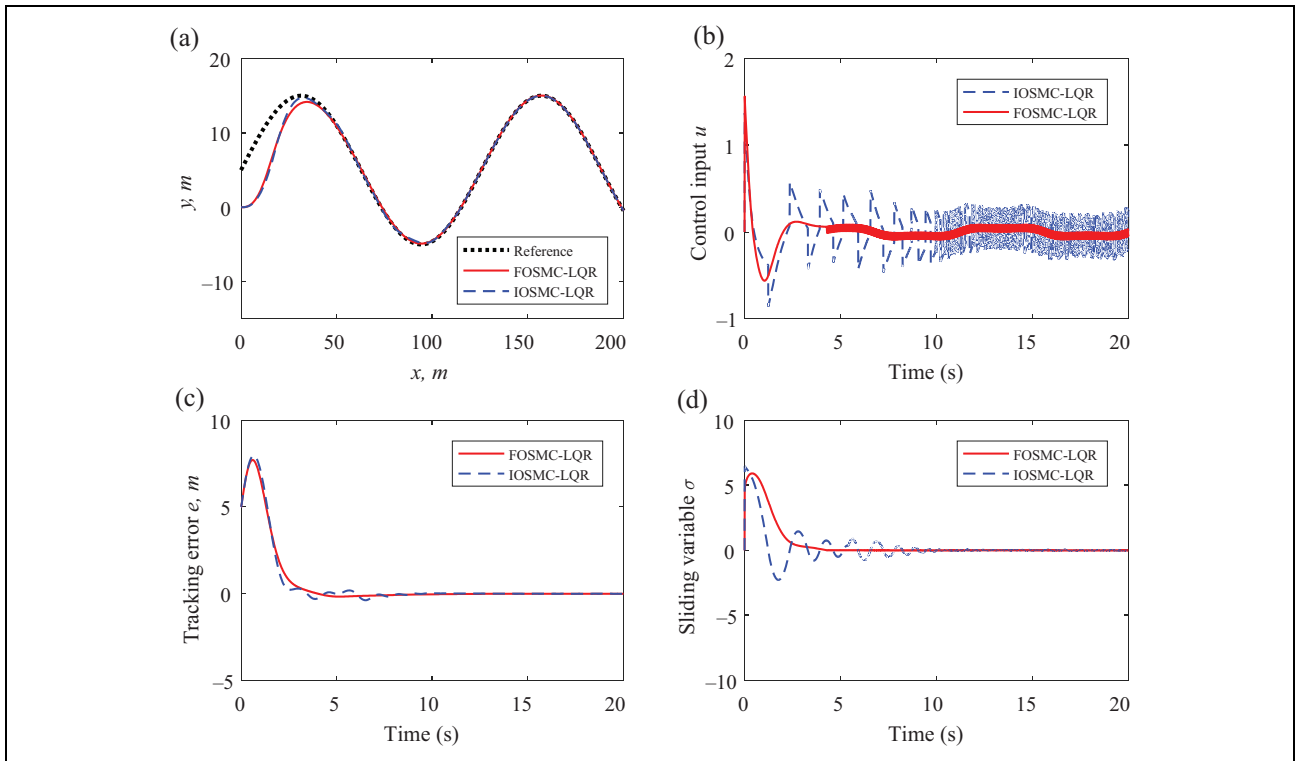 (a)
20
10
0
–10
y, m
0
50
100
150
200
x, m
Reference
FOSMC-LQR
IOSMC-LQR
(b)
2
1
0
–1
Control input u
0
5
10
15
20
Time (s)
IOSMC-LQR
FOSMC-LQR
(c)
10
5
0
–5
Tracking error e, m
0
5
10
15
20
Time (s)
FOSMC-LQR
IOSMC-LQR
(d)
10
5
0
–5
–10
Sliding variable σ
0
5
10
15
20
Time (s)
FOSMC-LQR
IOSMC-LQR